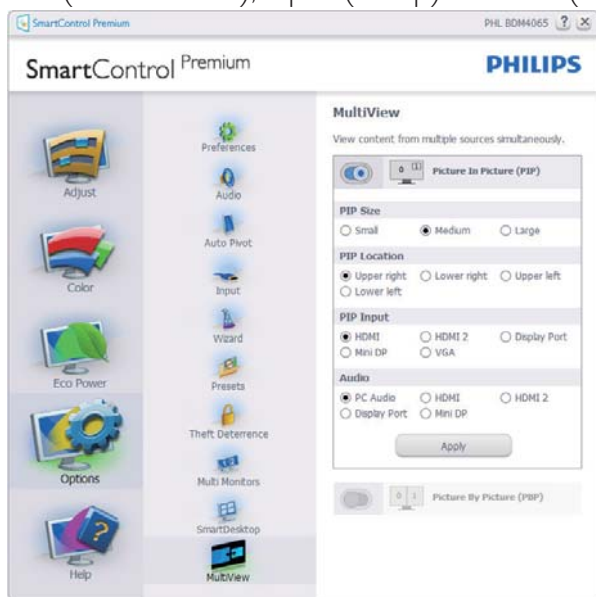 SmartControl Premium
PHL BDM4065 ? ×
SmartControl Premium
PHILIPS
Adjust
Color
Eco Power
Options
Help
Preferences
Audio
Auto Pivot
Input
Wizard
Presets
Theft Deterrence
Multi Monitors
SmartDesktop
MultiView
MultiView
View content from multiple sources simultaneously.
Picture In Picture (PIP)
PIP Size
Small Medium Large
PIP Location
Upper right Lower right Upper left
Lower left
PIP Input
HDMI HDMI 2 Display Port
Mini DP VGA
Audio
PC Audio HDMI HDMI 2
Display Port Mini DP
Apply
Picture By Picture (PBP)